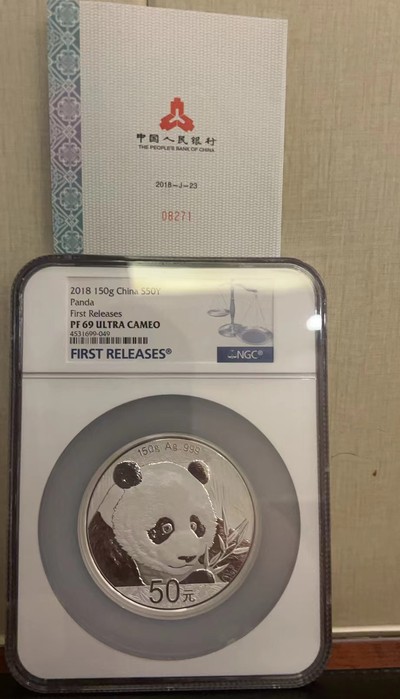 中国人民银行
THE PEOPLE'S BANK OF CHINA
2018-J-23
08271
2018 150g China S50Y
Panda
First Releases
PF 69 ULTRA CAMEO
4531699-049
FIRST RELEASES®
NGC®
150g Ag .999
50元